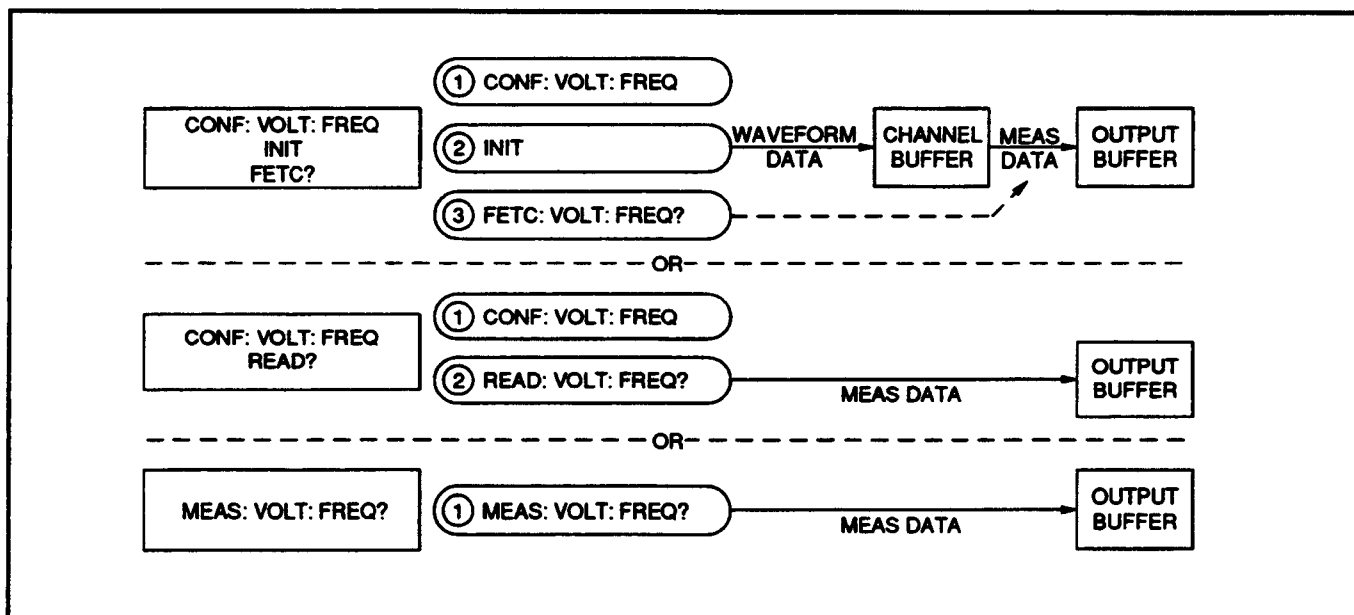 CONF: VOLT: FREQ
INIT
FETC?
1 CONF: VOLT: FREQ
2 INIT
WAVEFORM
DATA
CHANNEL
BUFFER
MEAS
DATA
OUTPUT
BUFFER
3 FETC: VOLT: FREQ?
OR
CONF: VOLT: FREQ
READ?
1 CONF: VOLT: FREQ
2 READ: VOLT: FREQ?
MEAS DATA
OUTPUT
BUFFER
OR
MEAS: VOLT: FREQ?
1 MEAS: VOLT: FREQ?
MEAS DATA
OUTPUT
BUFFER